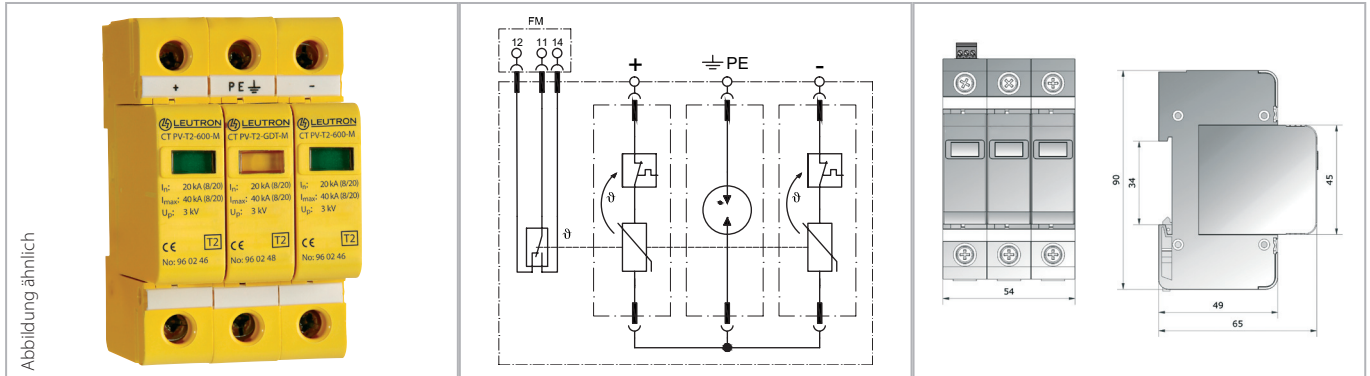 Abbildung ähnlich
+ PE -
LEUTRON LEUTRON LEUTRON
CT PV-T2-600-M CT PV-T2-GDT-M CT PV-T2-600-M
In: 20 kA (8/20) In: 20 kA (8/20) In: 20 kA (8/20)
Imax: 40 kA (8/20) Imax: 40 kA (8/20) Imax: 40 kA (8/20)
Up: 3 kV Up: 3 kV Up: 3 kV
CE T2 CE T2 CE T2
No: 96 02 46 No: 96 02 48 No: 96 02 46
FM
12 11 14
+ PE -
ϑ ϑ ϑ
54
90
34
45
49
65